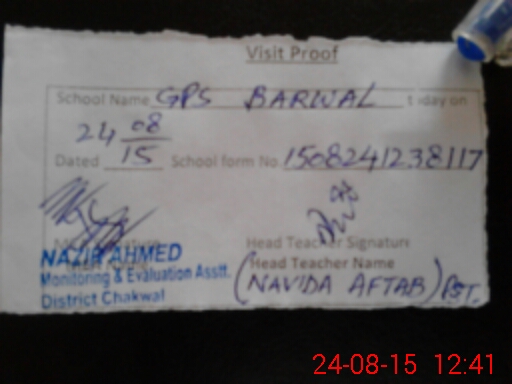 Visit Proof
School Name GPS BARWAL today on
Dated 24 08/15 School form No 1508241238117
Head Teacher Signature
NAZIR AHMED
Monitoring & Evaluation Asstt.
District Chakwal
Head Teacher Name
(NAVIDA AFTAB) PST.
24-08-15 12:41